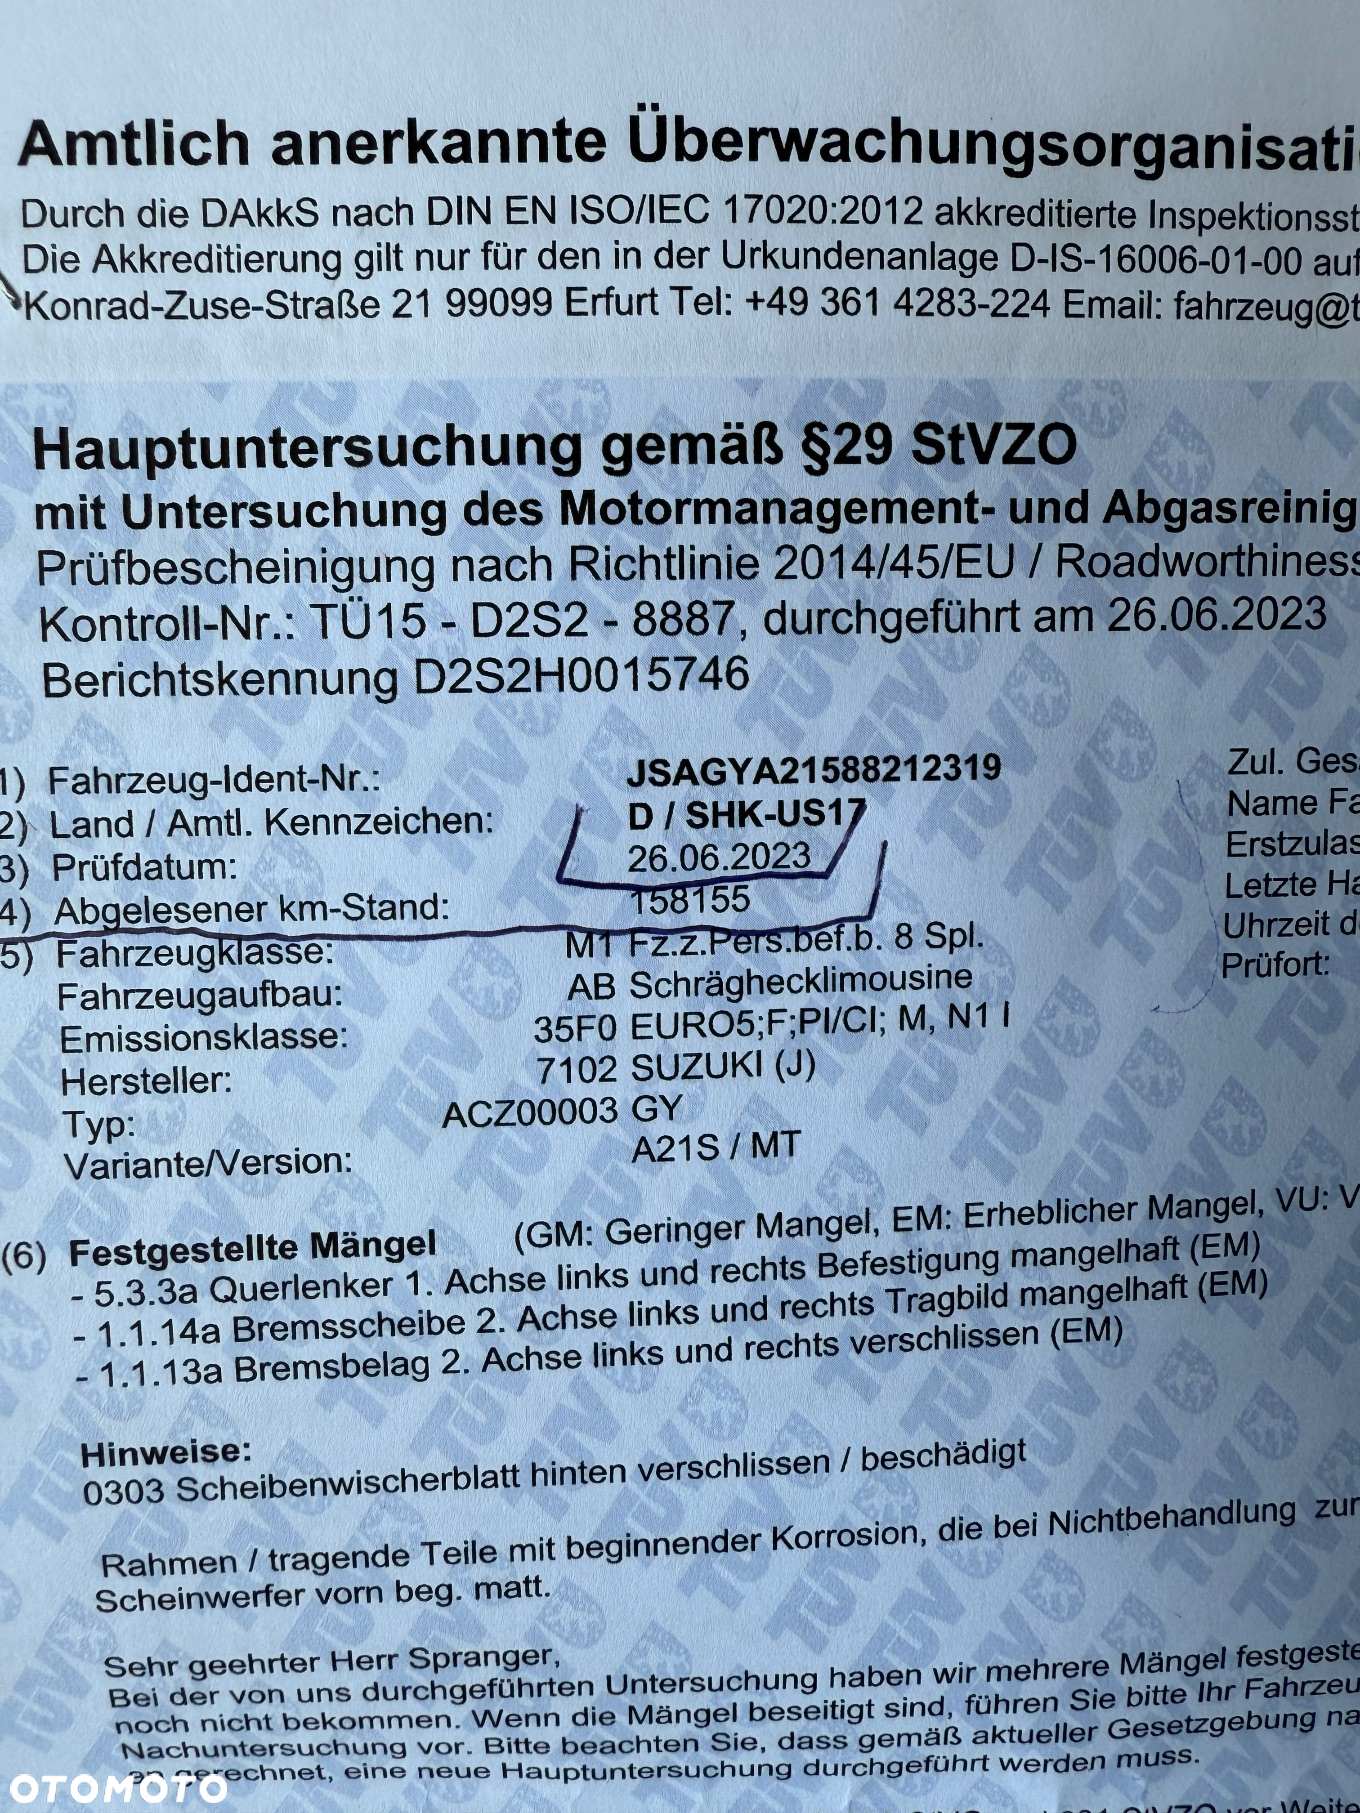 Amtlich anerkannte Überwachungsorganisati
Durch die DAkkS nach DIN EN ISO/IEC 17020:2012 akkreditierte Inspektionsst
Die Akkreditierung gilt nur für den in der Urkundenanlage D-IS-16006-01-00 auf
Konrad-Zuse-Straße 21 99099 Erfurt Tel: +49 361 4283-224 Email: fahrzeug@t
Hauptuntersuchung gemäß §29 StVZO
mit Untersuchung des Motormanagement- und Abgasreinig
Prüfbescheinigung nach Richtlinie 2014/45/EU / Roadworthiness
Kontroll-Nr.: TÜ15 - D2S2 - 8887, durchgeführt am 26.06.2023
Berichtskennung D2S2H0015746
1) Fahrzeug-Ident-Nr.: JSAGYA21588212319 Zul. Ges
2) Land / Amtl. Kennzeichen: D / SHK-US17 Name Fa
3) Prüfdatum: 26.06.2023 Erstzulas
4) Abgelesener km-Stand: 158155 Letzte Ha
5) Fahrzeugklasse: M1 Fz.z.Pers.bef.b. 8 Spl. Uhrzeit d
Fahrzeugaufbau: AB Schräghecklimousine Prüfort:
Emissionsklasse: 35F0 EURO5;F;PI/CI; M, N1 I
Hersteller: 7102 SUZUKI (J)
Typ: ACZ00003 GY
Variante/Version: A21S / MT
(6) Festgestellte Mängel (GM: Geringer Mangel, EM: Erheblicher Mangel, VU: V
- 5.3.3a Querlenker 1. Achse links und rechts Befestigung mangelhaft (EM)
- 1.1.14a Bremsscheibe 2. Achse links und rechts Tragbild mangelhaft (EM)
- 1.1.13a Bremsbelag 2. Achse links und rechts verschlissen (EM)
Hinweise:
0303 Scheibenwischerblatt hinten verschlissen / beschädigt
Rahmen / tragende Teile mit beginnender Korrosion, die bei Nichtbehandlung zur
Scheinwerfer vorn beg. matt.
Sehr geehrter Herr Spranger,
Bei der von uns durchgeführten Untersuchung haben wir mehrere Mängel festgeste
noch nicht bekommen. Wenn die Mängel beseitigt sind, führen Sie bitte Ihr Fahrzeu
Nachuntersuchung vor. Bitte beachten Sie, dass gemäß aktueller Gesetzgebung na
gerechnet, eine neue Hauptuntersuchung durchgeführt werden muss.
OTOMOTO